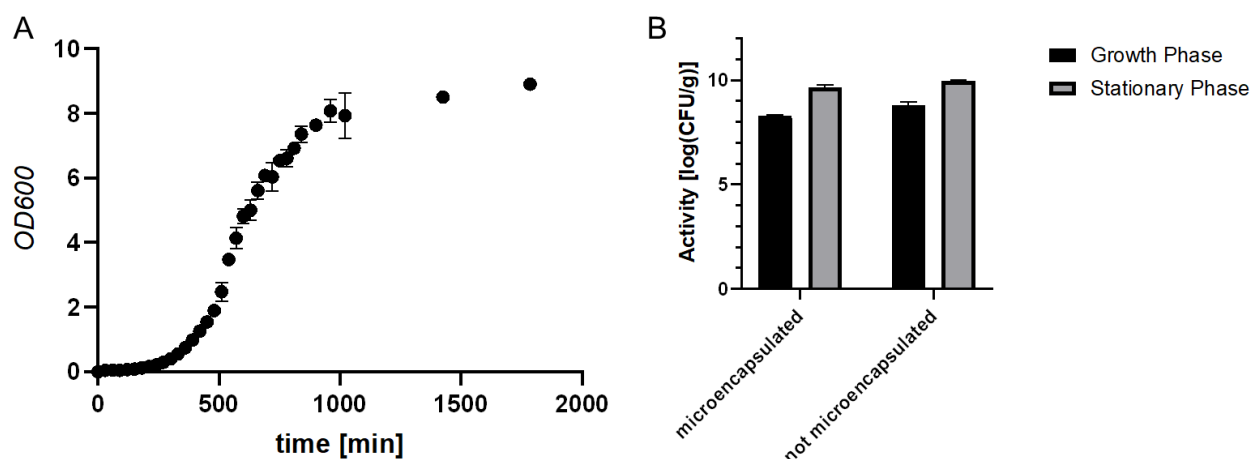 A
OD600
10
8
6
4
2
0
0 500 1000 1500 2000
time [min]
B
Activity [log(CFU/g)]
10
5
0
microencapsulated
not microencapsulated
Growth Phase
Stationary Phase